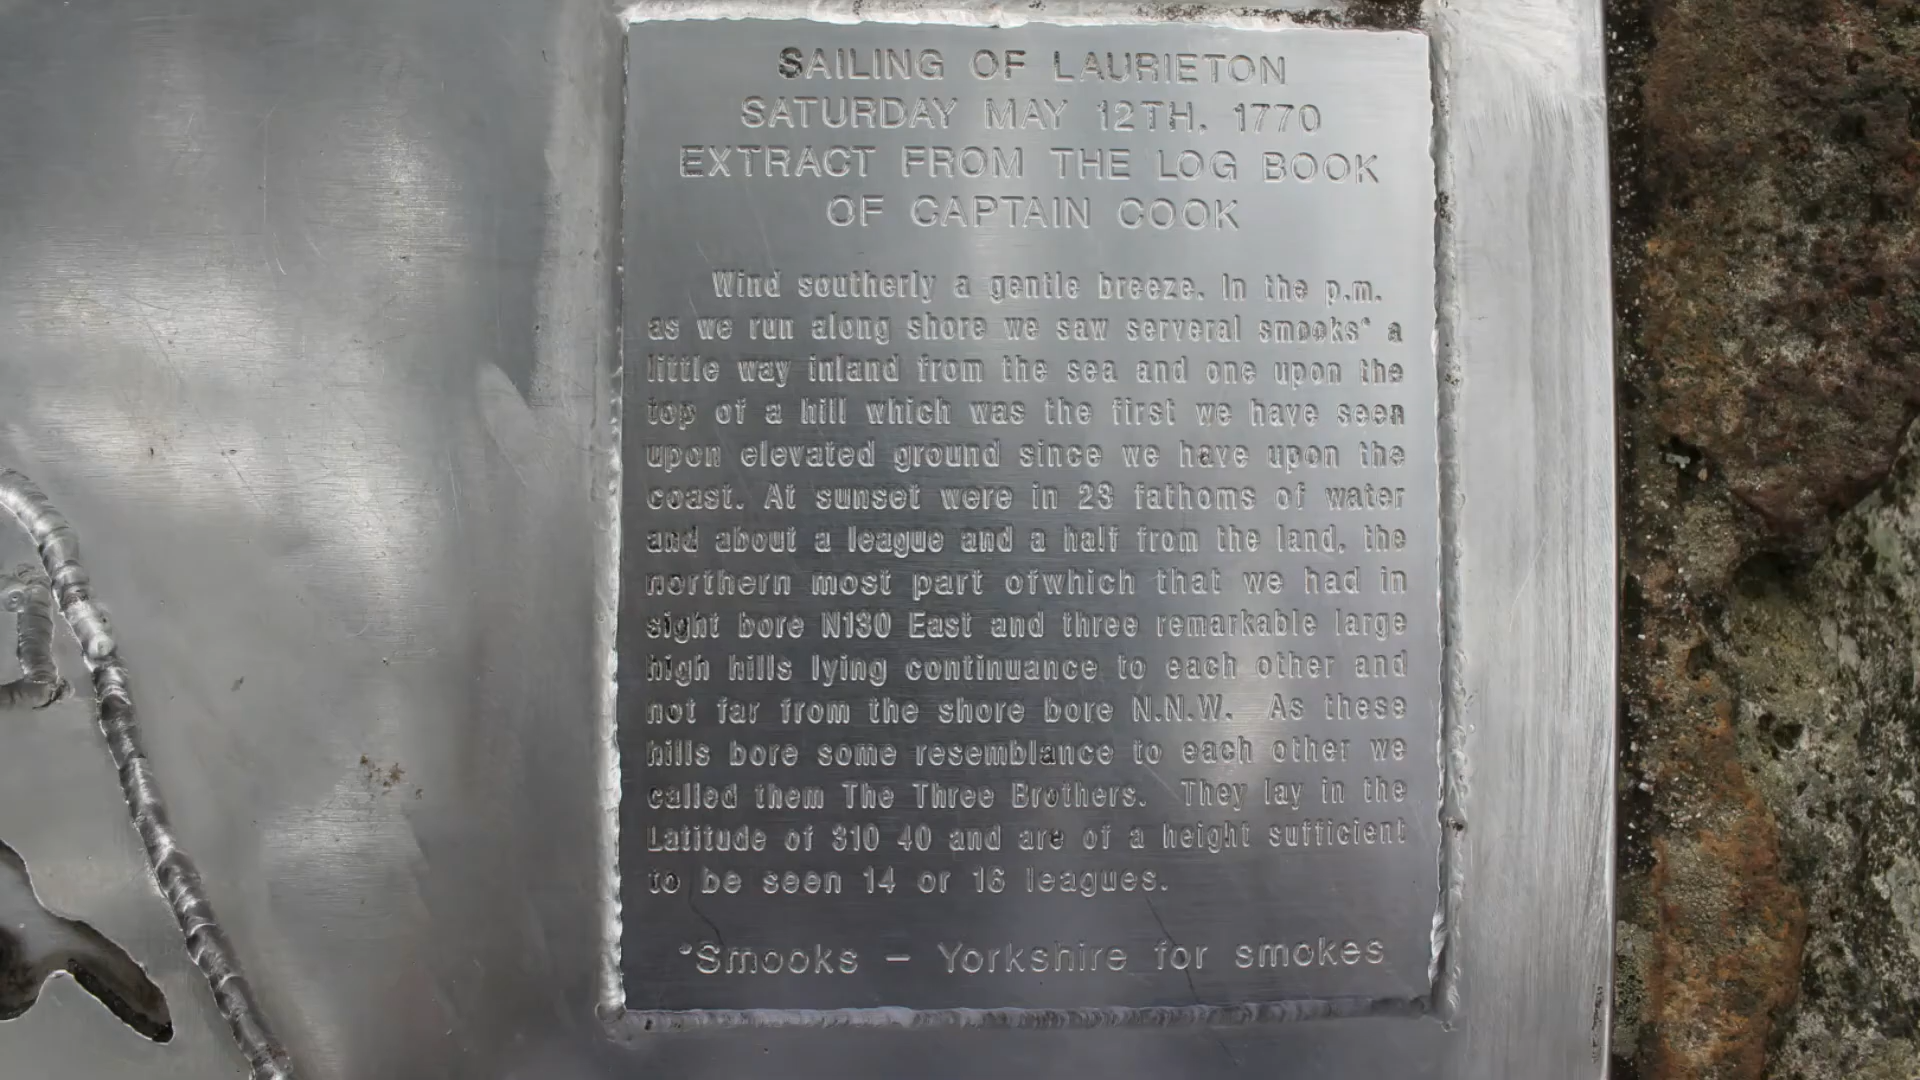 SAILING OF LAURIETON
SATURDAY MAY 12TH. 1770
EXTRACT FROM THE LOG BOOK
OF CAPTAIN COOK
Wind southerly a gentle breeze. In the p.m.
as we run along shore we saw serveral smooks* a
little way inland from the sea and one upon the
top of a hill which was the first we have seen
upon elevated ground since we have upon the
coast. At sunset were in 23 fathoms of water
and about a league and a half from the land, the
northern most part ofwhich that we had in
sight bore N130 East and three remarkable large
high hills lying continuance to each other and
not far from the shore bore N.N.W. As these
hills bore some resemblance to each other we
called them The Three Brothers. They lay in the
Latitude of 310 40 and are of a height sufficient
to be seen 14 or 16 leagues.
*Smooks – Yorkshire for smokes